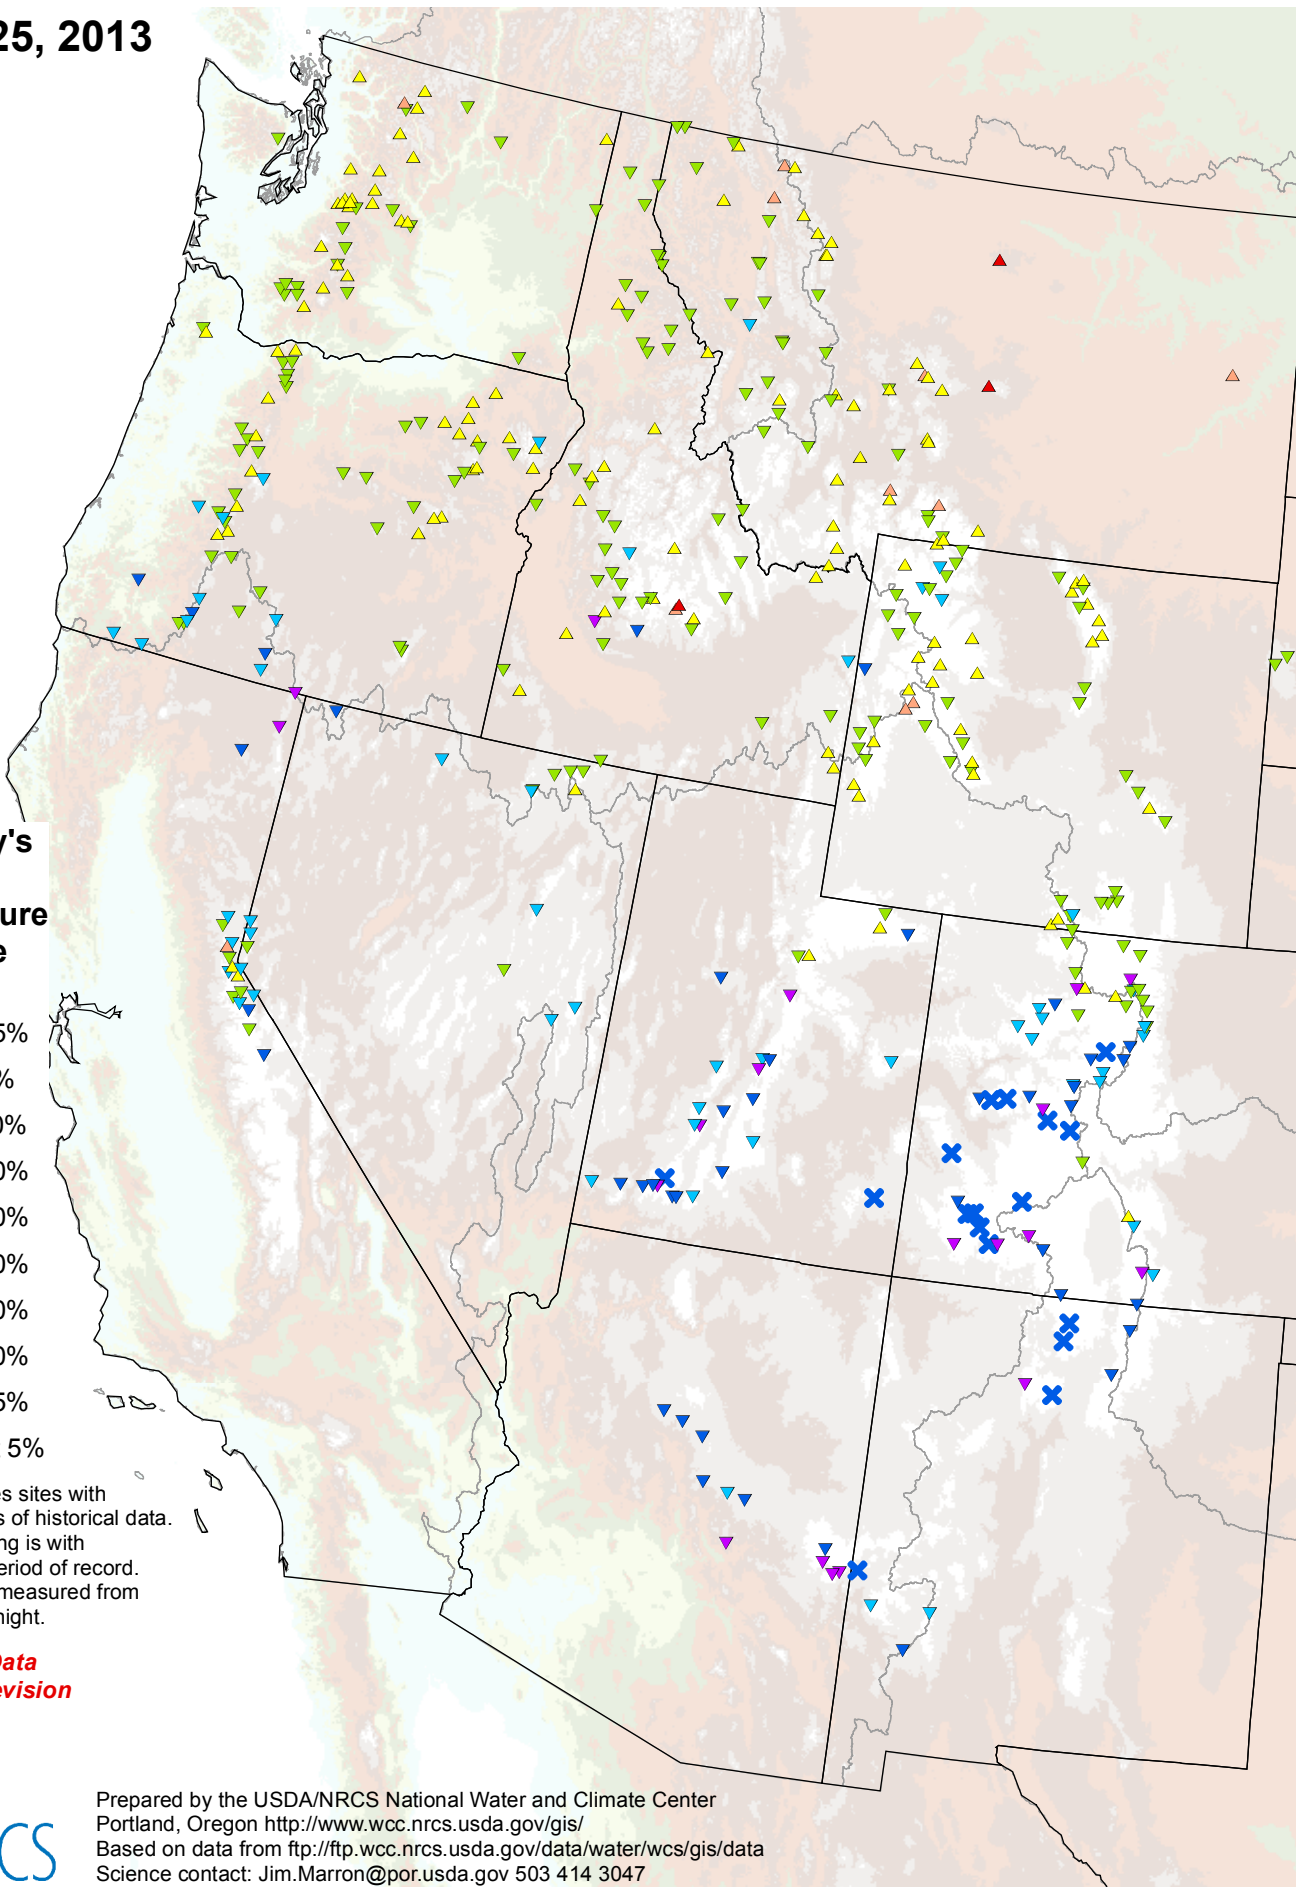 25, 2013
y's
ure
e
5%
%
0%
0%
0%
0%
0%
0%
5%
5%
es sites with
s of historical data.
ng is with
eriod of record.
measured from
night.
Data
evision
CS
Prepared by the USDA/NRCS National Water and Climate Center
Portland, Oregon http://www.wcc.nrcs.usda.gov/gis/
Based on data from ftp://ftp.wcc.nrcs.usda.gov/data/water/wcs/gis/data
Science contact: Jim.Marron@por.usda.gov 503 414 3047